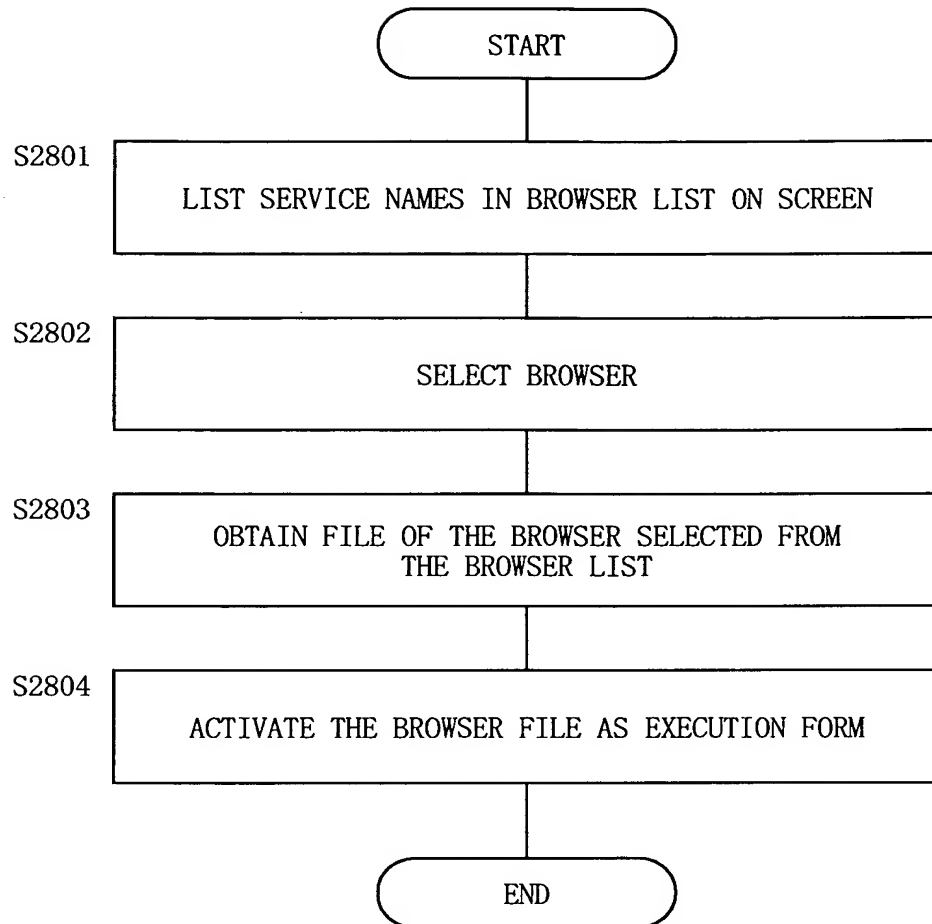 START
S2801
LIST SERVICE NAMES IN BROWSER LIST ON SCREEN
S2802
SELECT BROWSER
S2803
OBTAIN FILE OF THE BROWSER SELECTED FROM
THE BROWSER LIST
S2804
ACTIVATE THE BROWSER FILE AS EXECUTION FORM
END